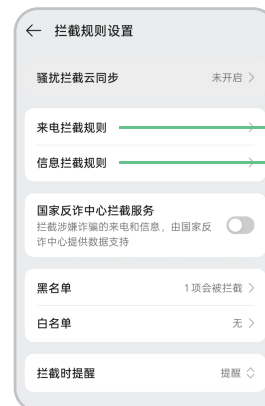 拦截规则设置
骚扰拦截云同步 未开启
来电拦截规则
信息拦截规则
国家反诈中心拦截服务
拦截涉嫌诈骗的来电和信息，由国家反
诈中心提供数据支持
黑名单 1项会被拦截
白名单 无
拦截时提醒 提醒